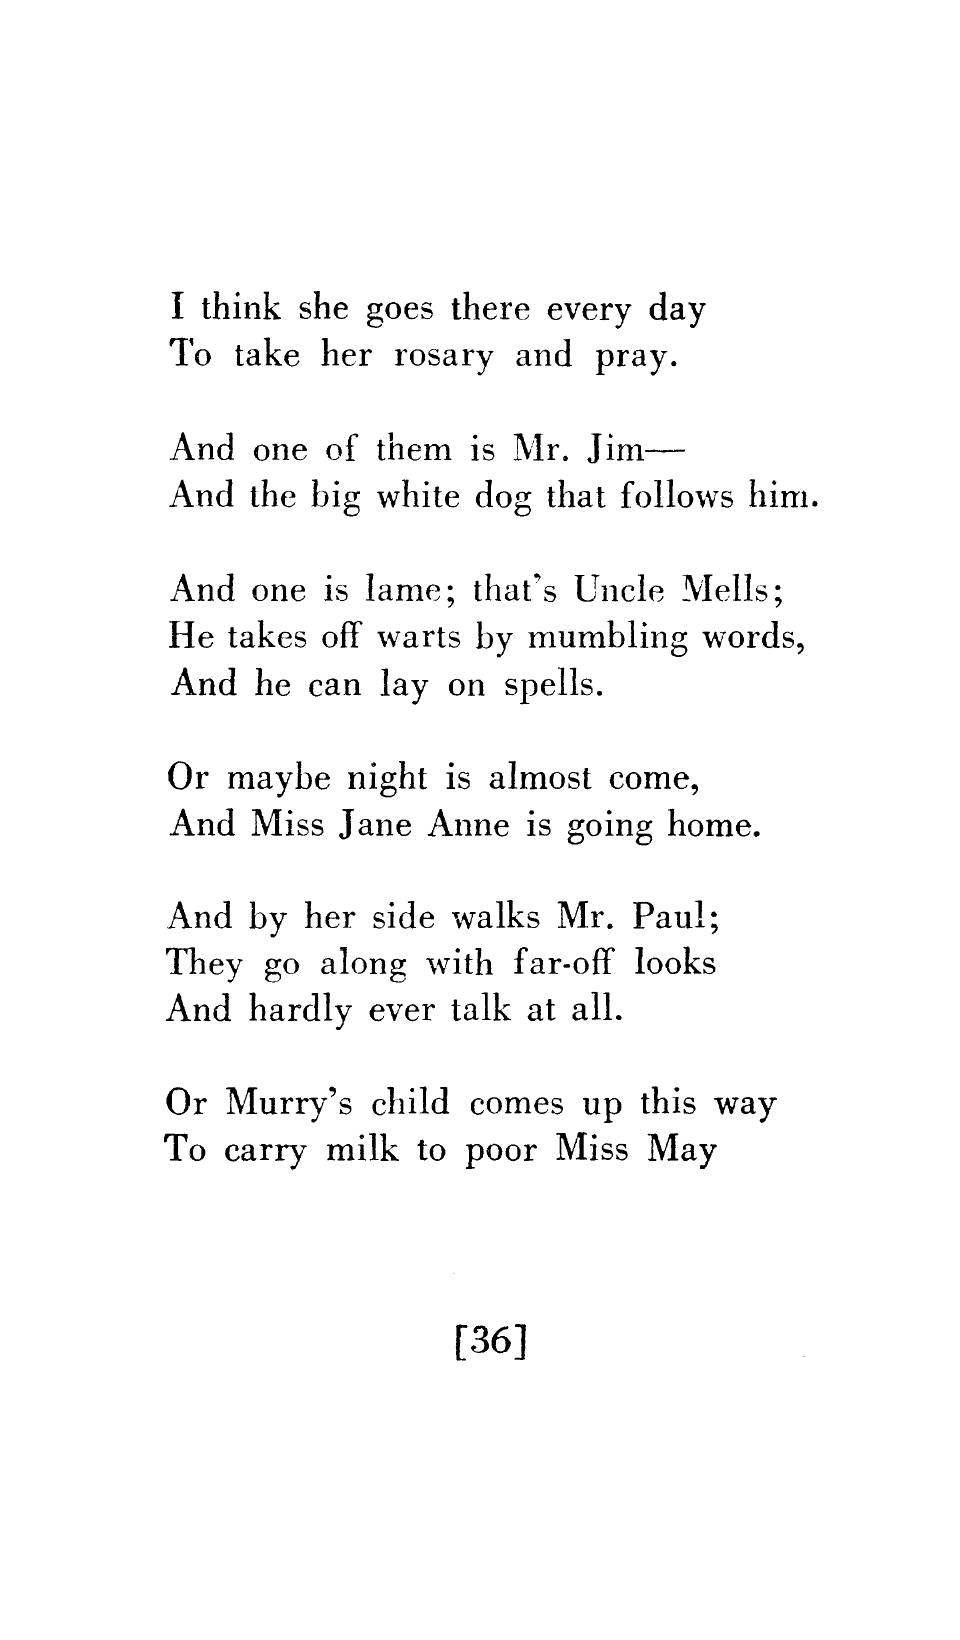 I think she goes there every day
To take her rosary and pray.

And one of them is Mr. Jim—
And the big white dog that follows him.

And one is lame; that's Uncle Mells;
He takes off warts by mumbling words,
And he can lay on spells.

Or maybe night is almost come,
And Miss Jane Anne is going home.

And by her side walks Mr. Paul;
They go along with far-off looks
And hardly ever talk at all.

Or Murry's child comes up this way
To carry milk to poor Miss May

[36]